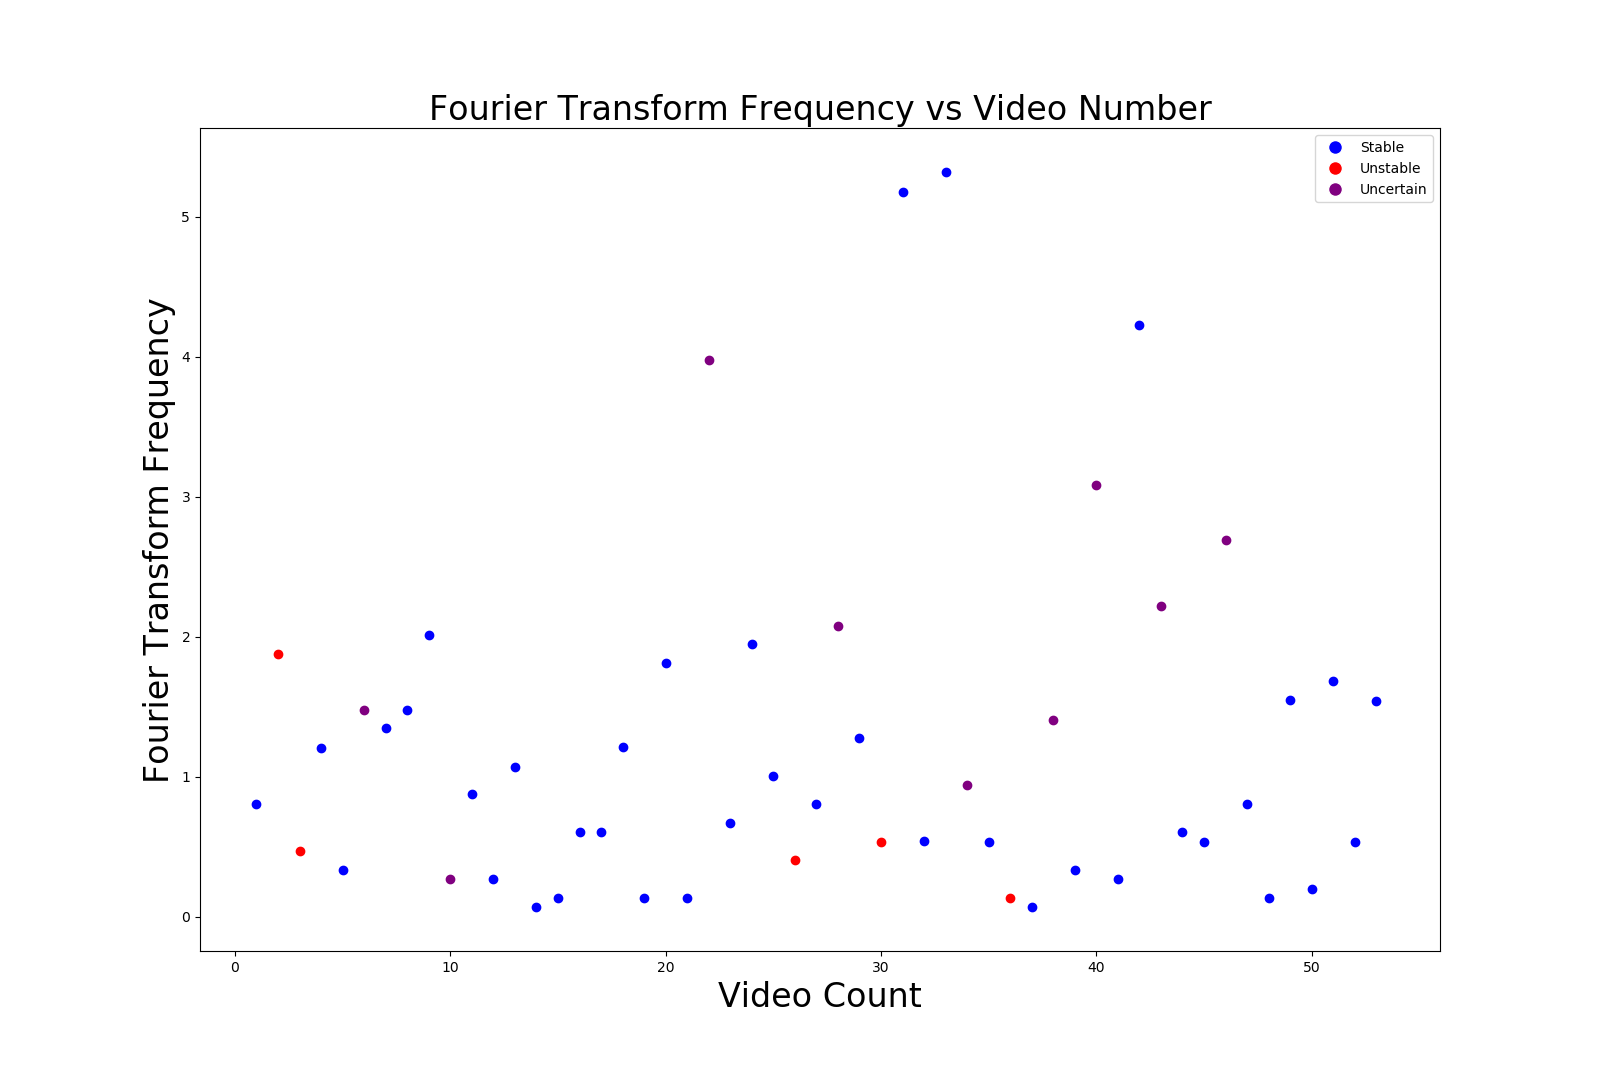 Fourier Transform Frequency vs Video Number
Stable
Unstable
Uncertain
Fourier Transform Frequency
5
4
3
2
1
0
0 10 20 30 40 50
Video Count